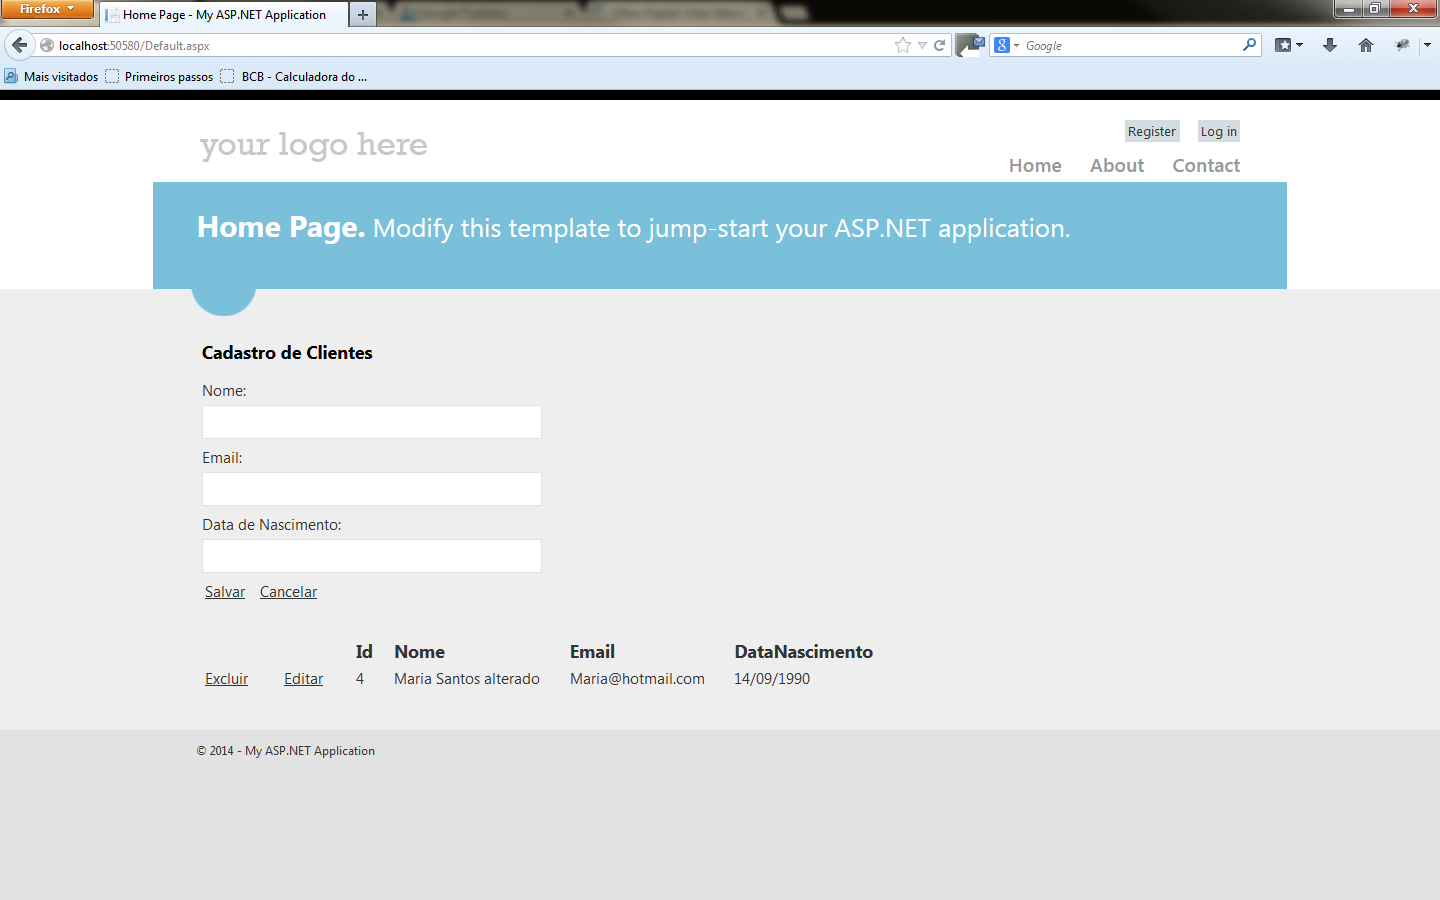 Firefox
Home Page - My ASP.NET Application
localhost:50580/Default.aspx
Google
Mais visitados
Primeiros passos
BCB - Calculadora do ...
your logo here
Register
Log in
Home
About
Contact
Home Page. Modify this template to jump-start your ASP.NET application.
Cadastro de Clientes
Nome:
Email:
Data de Nascimento:
Salvar Cancelar
Id Nome Email DataNascimento
Excluir Editar 4 Maria Santos alterado Maria@hotmail.com 14/09/1990
© 2014 - My ASP.NET Application